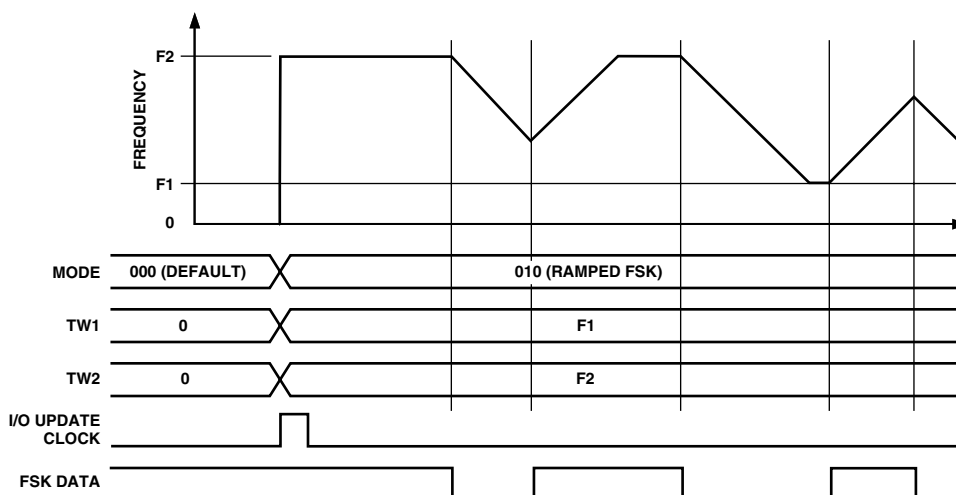 F2
FREQUENCY
F1
0
MODE
000 (DEFAULT)
010 (RAMPED FSK)
TW1
0
F1
TW2
0
F2
I/O UPDATE
CLOCK
FSK DATA